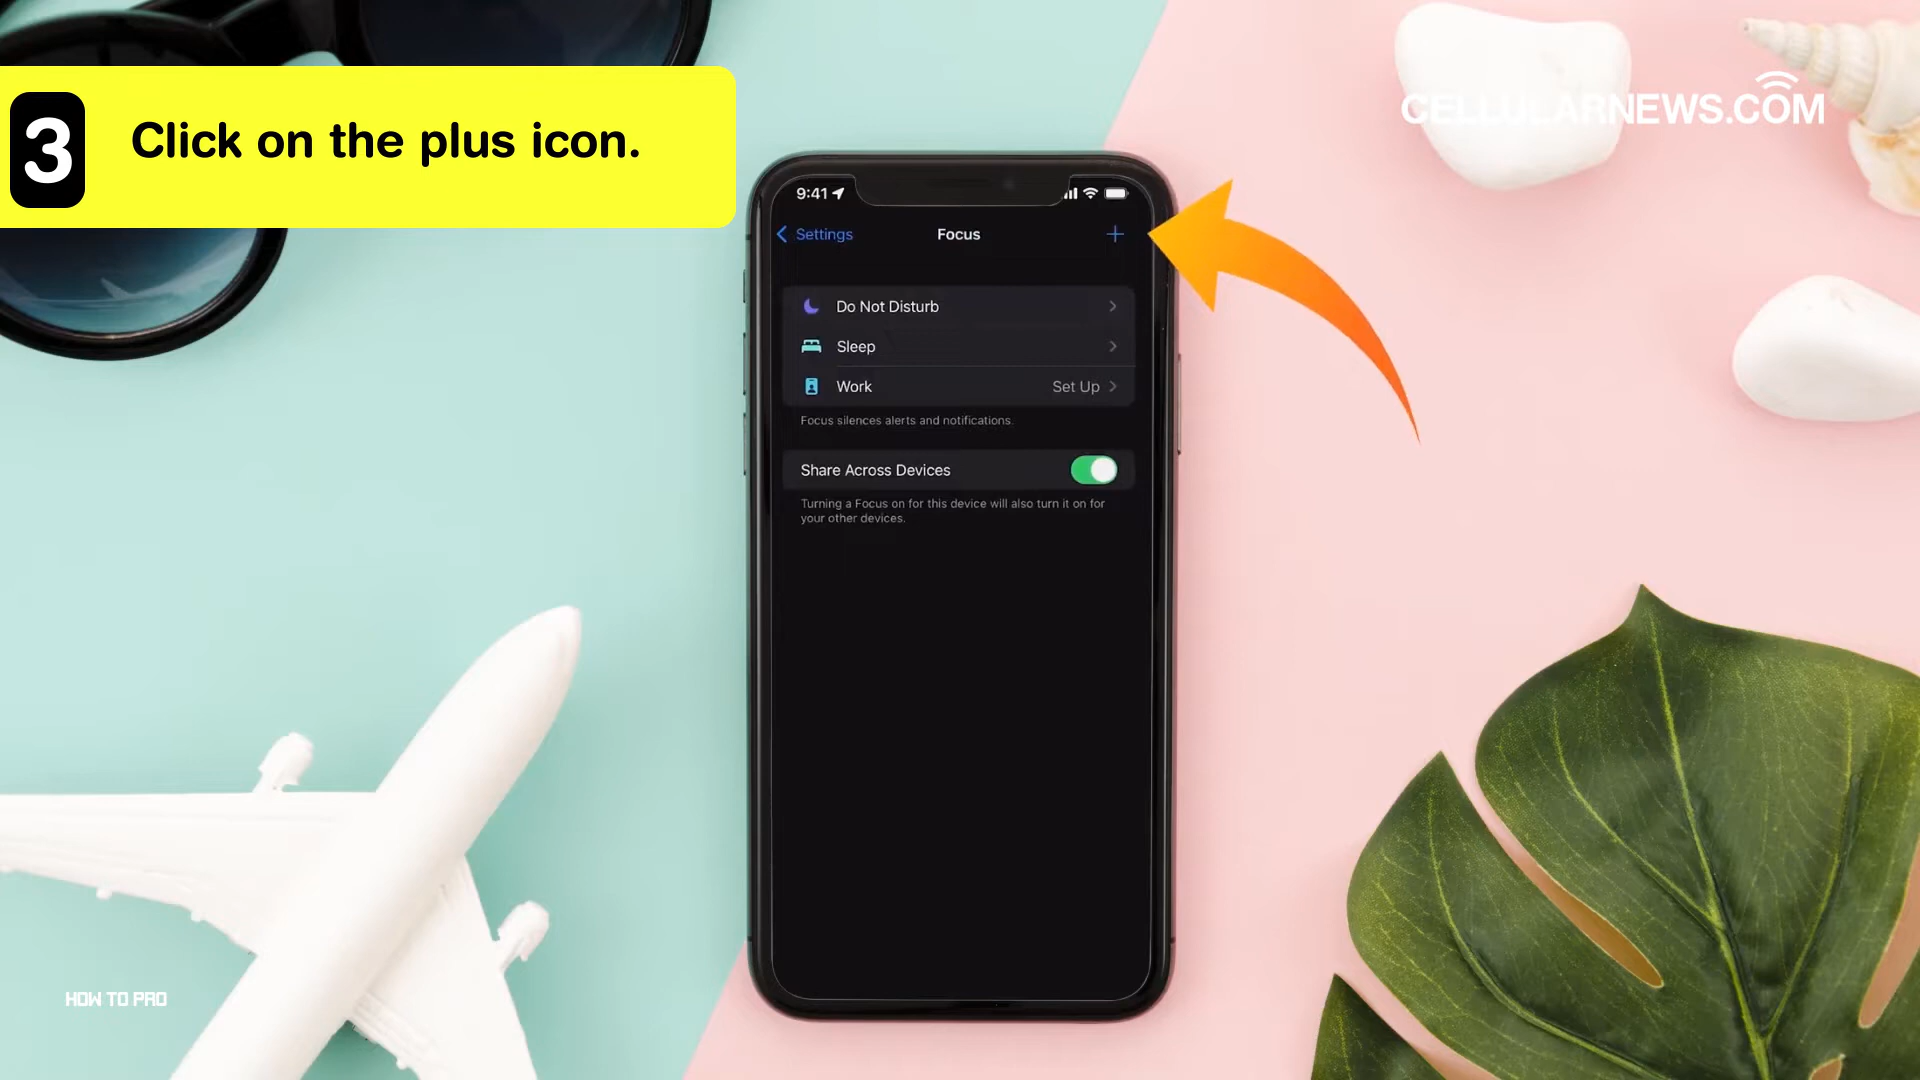 3
Click on the plus icon.
CELLULARNEWS.COM
9:41
Settings
Focus
Do Not Disturb
Sleep
Work
Set Up
Focus silences alerts and notifications.
Share Across Devices
Turning a Focus on for this device will also turn it on for
your other devices.
HOW TO PRO